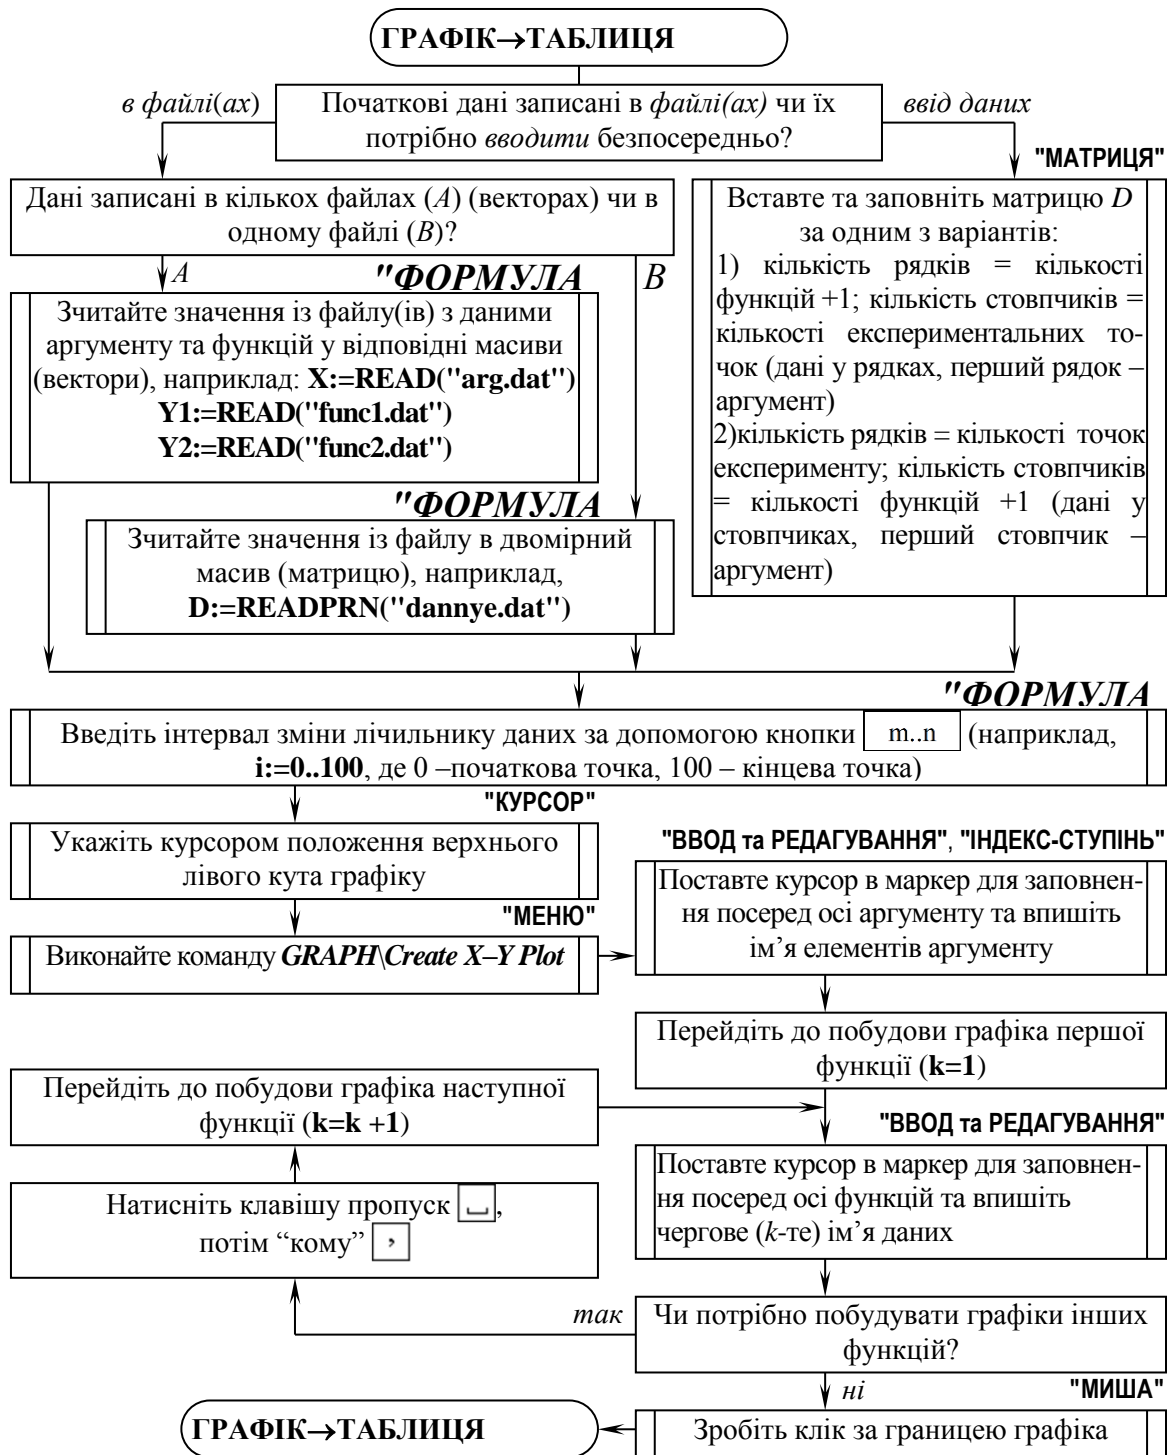 ГРАФІК→ТАБЛИЦЯ
в файлі(ах)
Початкові дані записані в файлі(ах) чи їх
потрібно вводити безпосередньо?
ввід даних
"МАТРИЦЯ"
Дані записані в кількох файлах (А) (векторах) чи в
одному файлі (В)?
Вставте та заповніть матрицю D
за одним з варіантів:
1) кількість рядків = кількості
функцій +1; кількість стовпчиків =
кількості експериментальних то-
чок (дані у рядках, перший рядок –
аргумент)
2)кількість рядків = кількості точок
експерименту; кількість стовпчиків
= кількості функцій +1 (дані у
стовпчиках, перший стовпчик –
аргумент)
A
"ФОРМУЛА
B
Зчитайте значення із файлу(ів) з даними
аргументу та функцій у відповідні масиви
(вектори), наприклад: X:=READ("arg.dat")
Y1:=READ("func1.dat")
Y2:=READ("func2.dat")
"ФОРМУЛА
Зчитайте значення із файлу в двомірний
масив (матрицю), наприклад,
D:=READPRN("dannye.dat")
"ФОРМУЛА
Введіть інтервал зміни лічильнику даних за допомогою кнопки m..n (наприклад,
i:=0..100, де 0 –початкова точка, 100 – кінцева точка)
"КУРСОР"
Укажіть курсором положення верхнього
лівого кута графіку
"МЕНЮ"
Виконайте команду GRAPH\Create X–Y Plot
"ВВОД та РЕДАГУВАННЯ", "ІНДЕКС-СТУПІНЬ"
Поставте курсор в маркер для заповнен-
ня посеред осі аргументу та впишіть
ім’я елементів аргументу
Перейдіть до побудови графіка першої
функції (k=1)
Перейдіть до побудови графіка наступної
функції (k=k +1)
"ВВОД та РЕДАГУВАННЯ"
Поставте курсор в маркер для заповнен-
ня посеред осі функцій та впишіть
чергове (k-те) ім’я даних
Натисніть клавішу пропуск ⎵,
потім “кому” ,
так
Чи потрібно побудувати графіки інших
функцій?
ні
"МИША"
Зробіть клік за границею графіка
ГРАФІК→ТАБЛИЦЯ